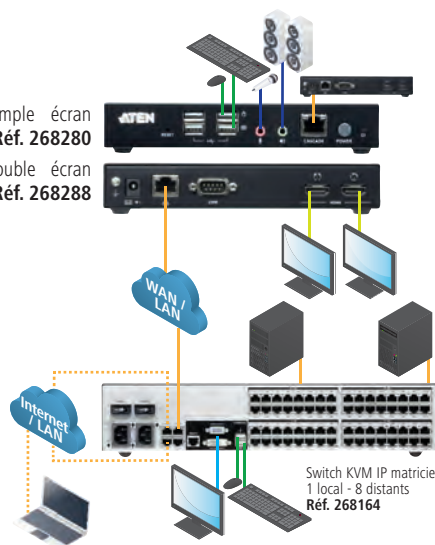 mple écran
Réf. 268280
ouble écran
Réf. 268288
ATEN
RESET
CASCADE
POWER
WAN /
LAN
Internet
/ LAN
Switch KVM IP matricie
1 local - 8 distants
Réf. 268164